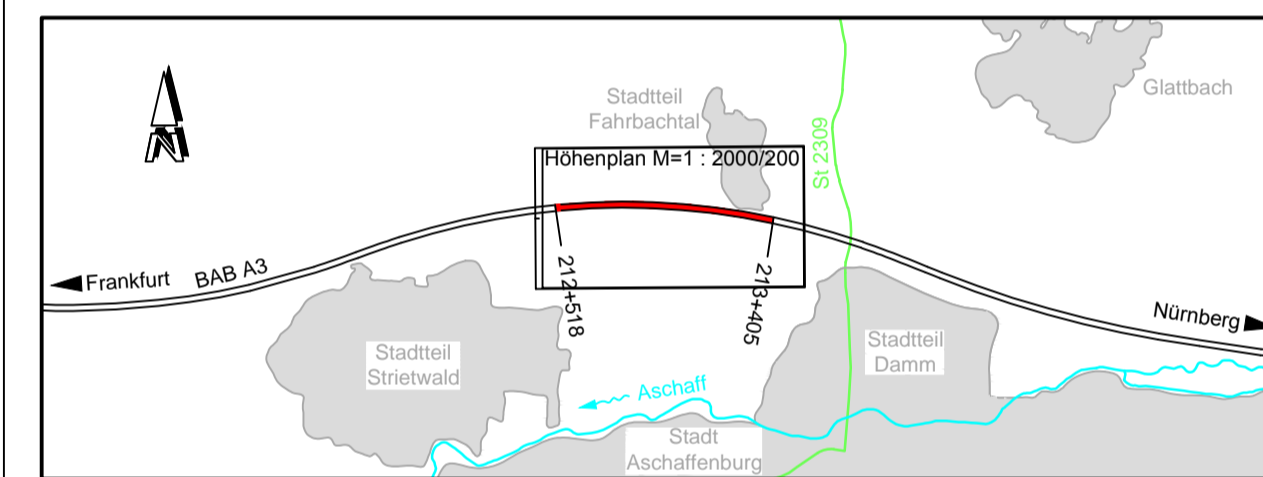 N
Stadtteil
Fahrbachtal
Glattbach
St 2309
Höhenplan M=1 : 2000/200
Frankfurt
BAB A3
212+518
213+405
Nürnberg
Stadtteil
Strietwald
Stadtteil
Damm
Aschaff
Stadt
Aschaffenburg